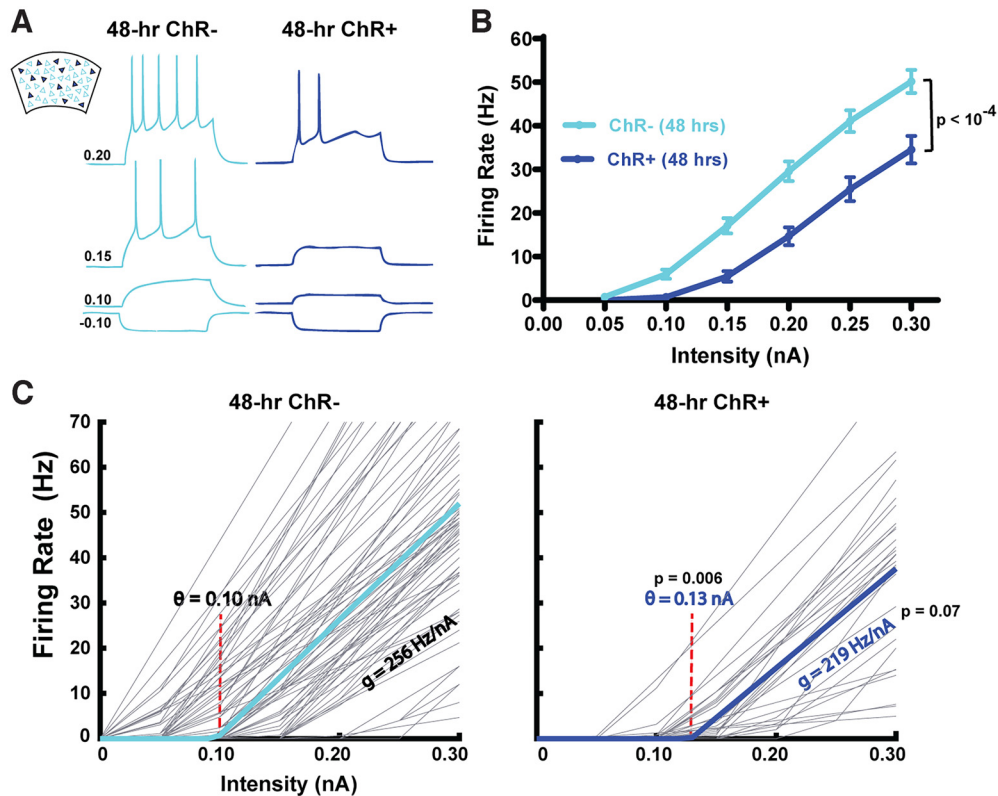 A
48-hr ChR-
48-hr ChR+
0.20
0.15
0.10
-0.10
B
60
50
40
30
20
10
0
Firing Rate (Hz)
ChR- (48 hrs)
ChR+ (48 hrs)
p < 10⁻⁴
0.00 0.05 0.10 0.15 0.20 0.25 0.30
Intensity (nA)
C
48-hr ChR-
70
60
50
40
30
20
10
0
Firing Rate (Hz)
θ = 0.10 nA
g = 256 Hz/nA
0.10 0.20 0.30
Intensity (nA)
48-hr ChR+
p = 0.006
θ = 0.13 nA
p = 0.07
g = 219 Hz/nA
0 0.10 0.20 0.30